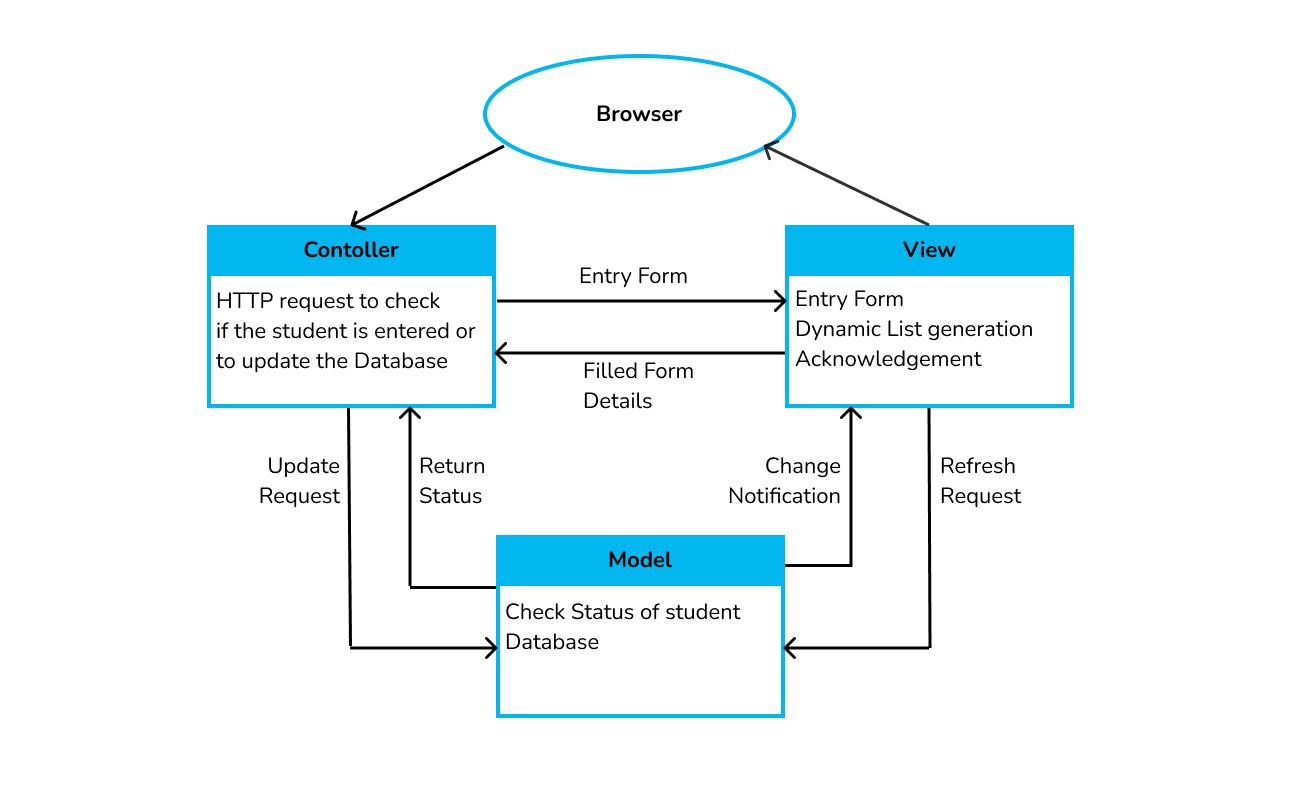 Browser
Contoller
HTTP request to check
if the student is entered or
to update the Database
Entry Form
Filled Form
Details
View
Entry Form
Dynamic List generation
Acknowledgement
Update
Request
Return
Status
Change
Notification
Refresh
Request
Model
Check Status of student
Database